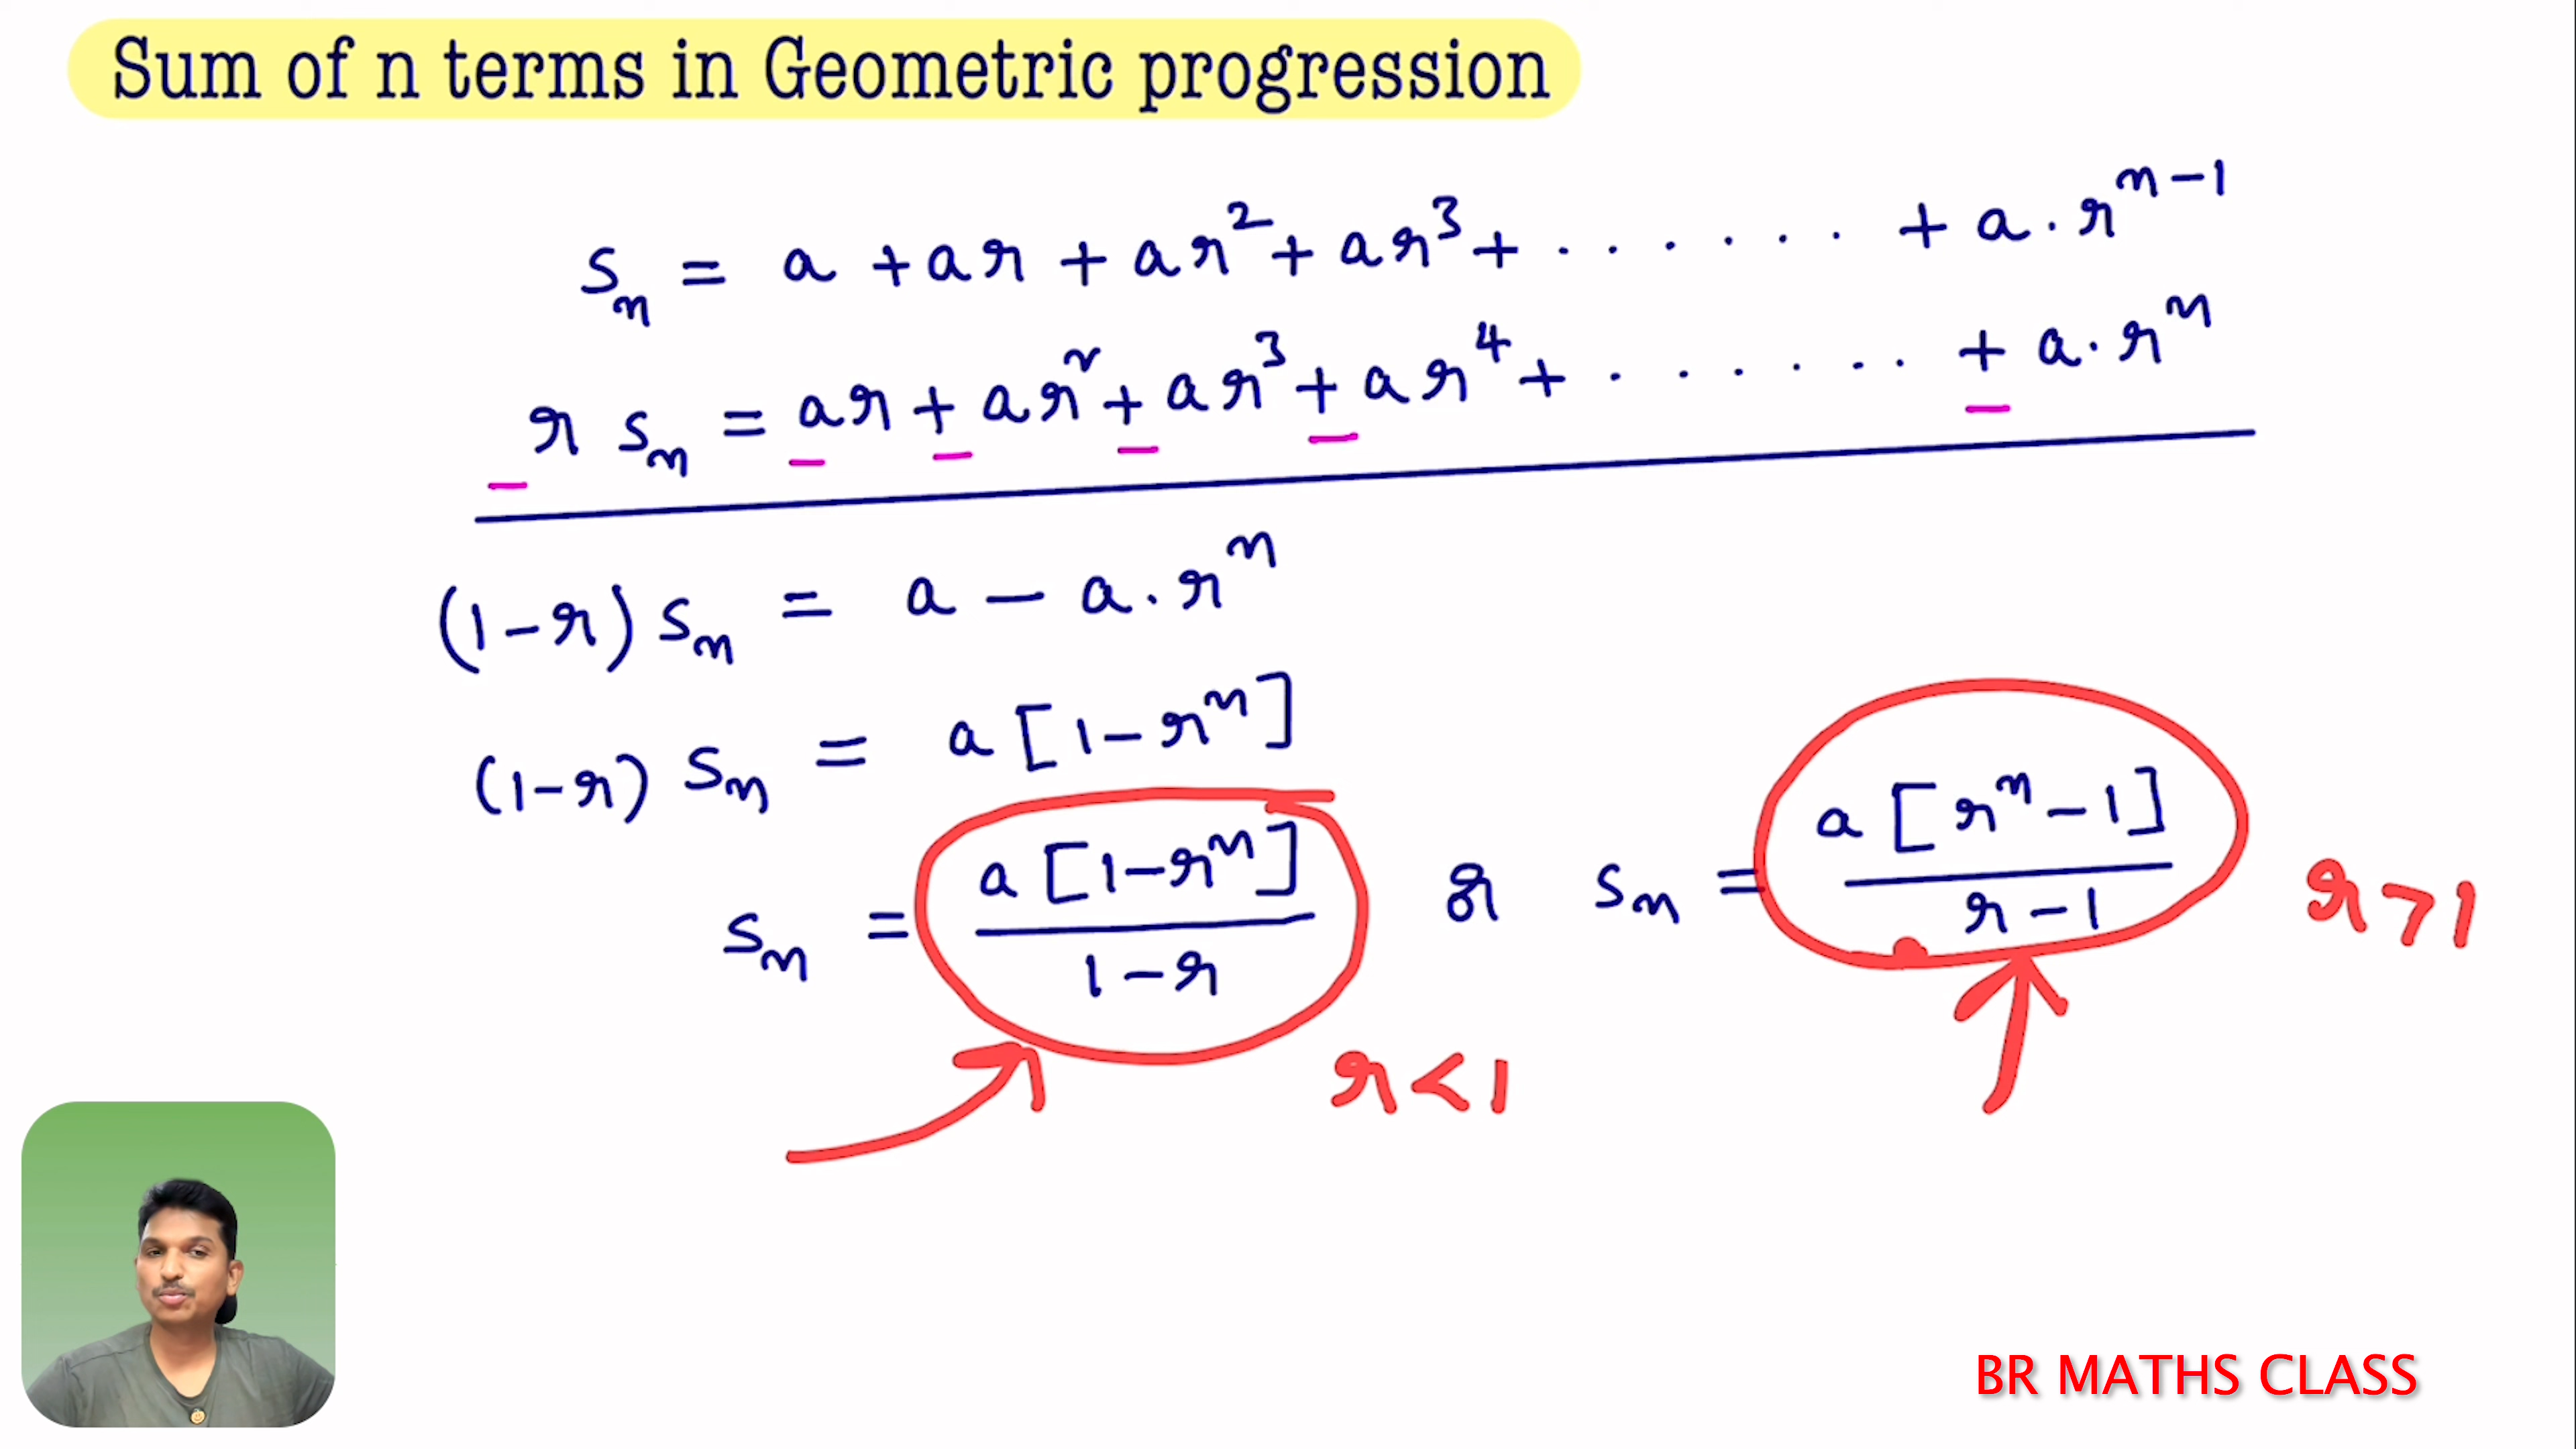 Sum of n terms in Geometric progression
Sₙ = a + ar + ar² + ar³ + . . . . . . + a . rⁿ⁻¹
r Sₙ = ar + ar² + ar³ + ar⁴ + . . . . . . + a . rⁿ
– – – – – –
(1 – r) Sₙ = a – a . rⁿ
(1 – r) Sₙ = a [1 – rⁿ]
Sₙ = a [1 – rⁿ] / 1 – r or Sₙ = a [rⁿ – 1] / r – 1 r > 1
r < 1
BR MATHS CLASS